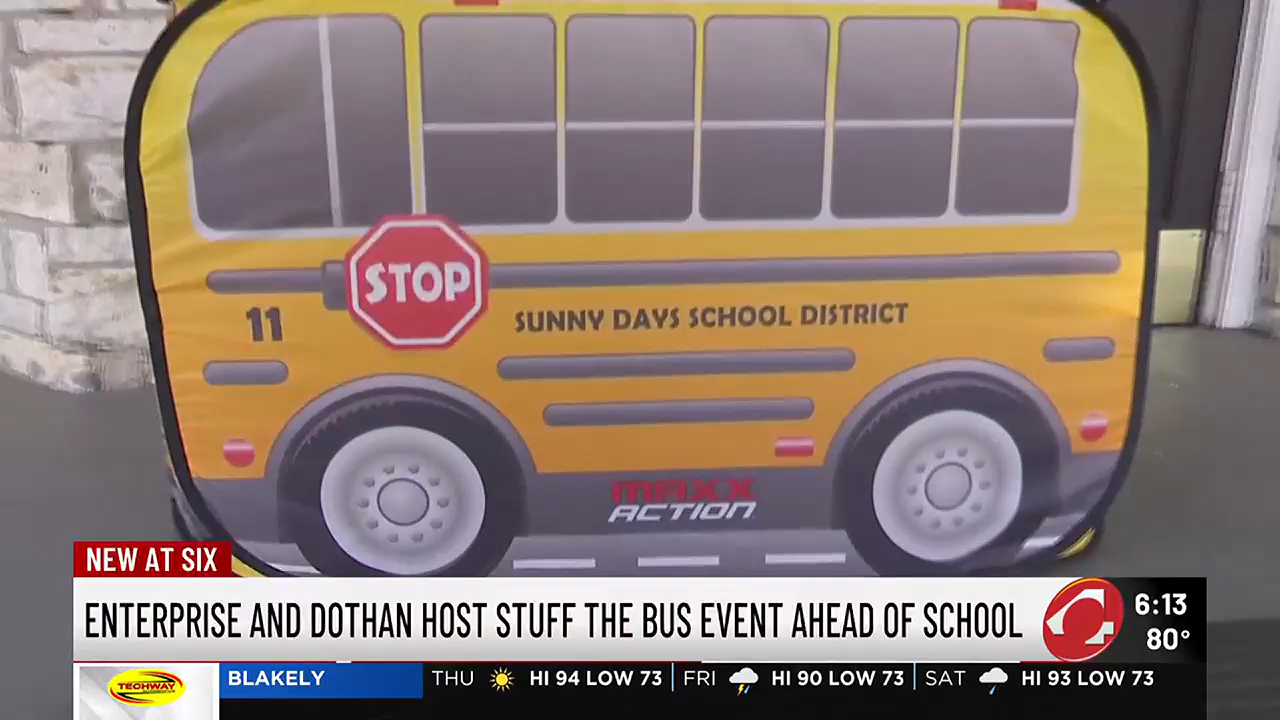 STOP
11
SUNNY DAYS SCHOOL DISTRICT
MAXX
ACTION
NEW AT SIX
ENTERPRISE AND DOTHAN HOST STUFF THE BUS EVENT AHEAD OF SCHOOL
6:13
80°
TECHWAY
BLAKELY THU HI 94 LOW 73 FRI HI 90 LOW 73 SAT HI 93 LOW 73